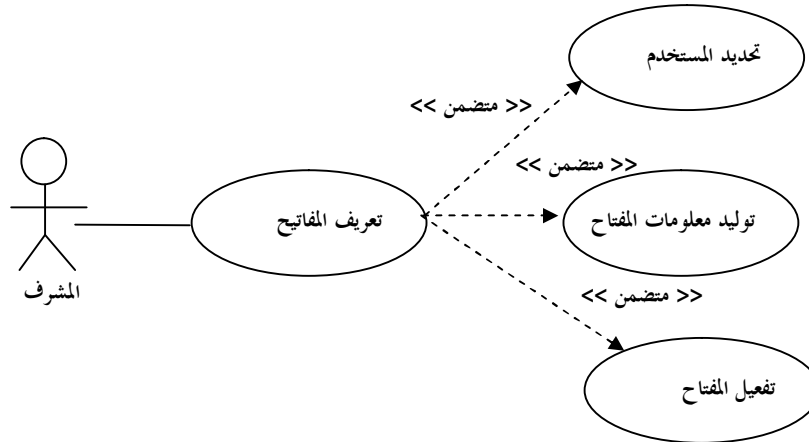 تحديد المستخدم
<< متضمن >>
<< متضمن >>
تعريف المفاتيح
توليد معلومات المفتاح
المشرف
<< متضمن >>
تفعيل المفتاح